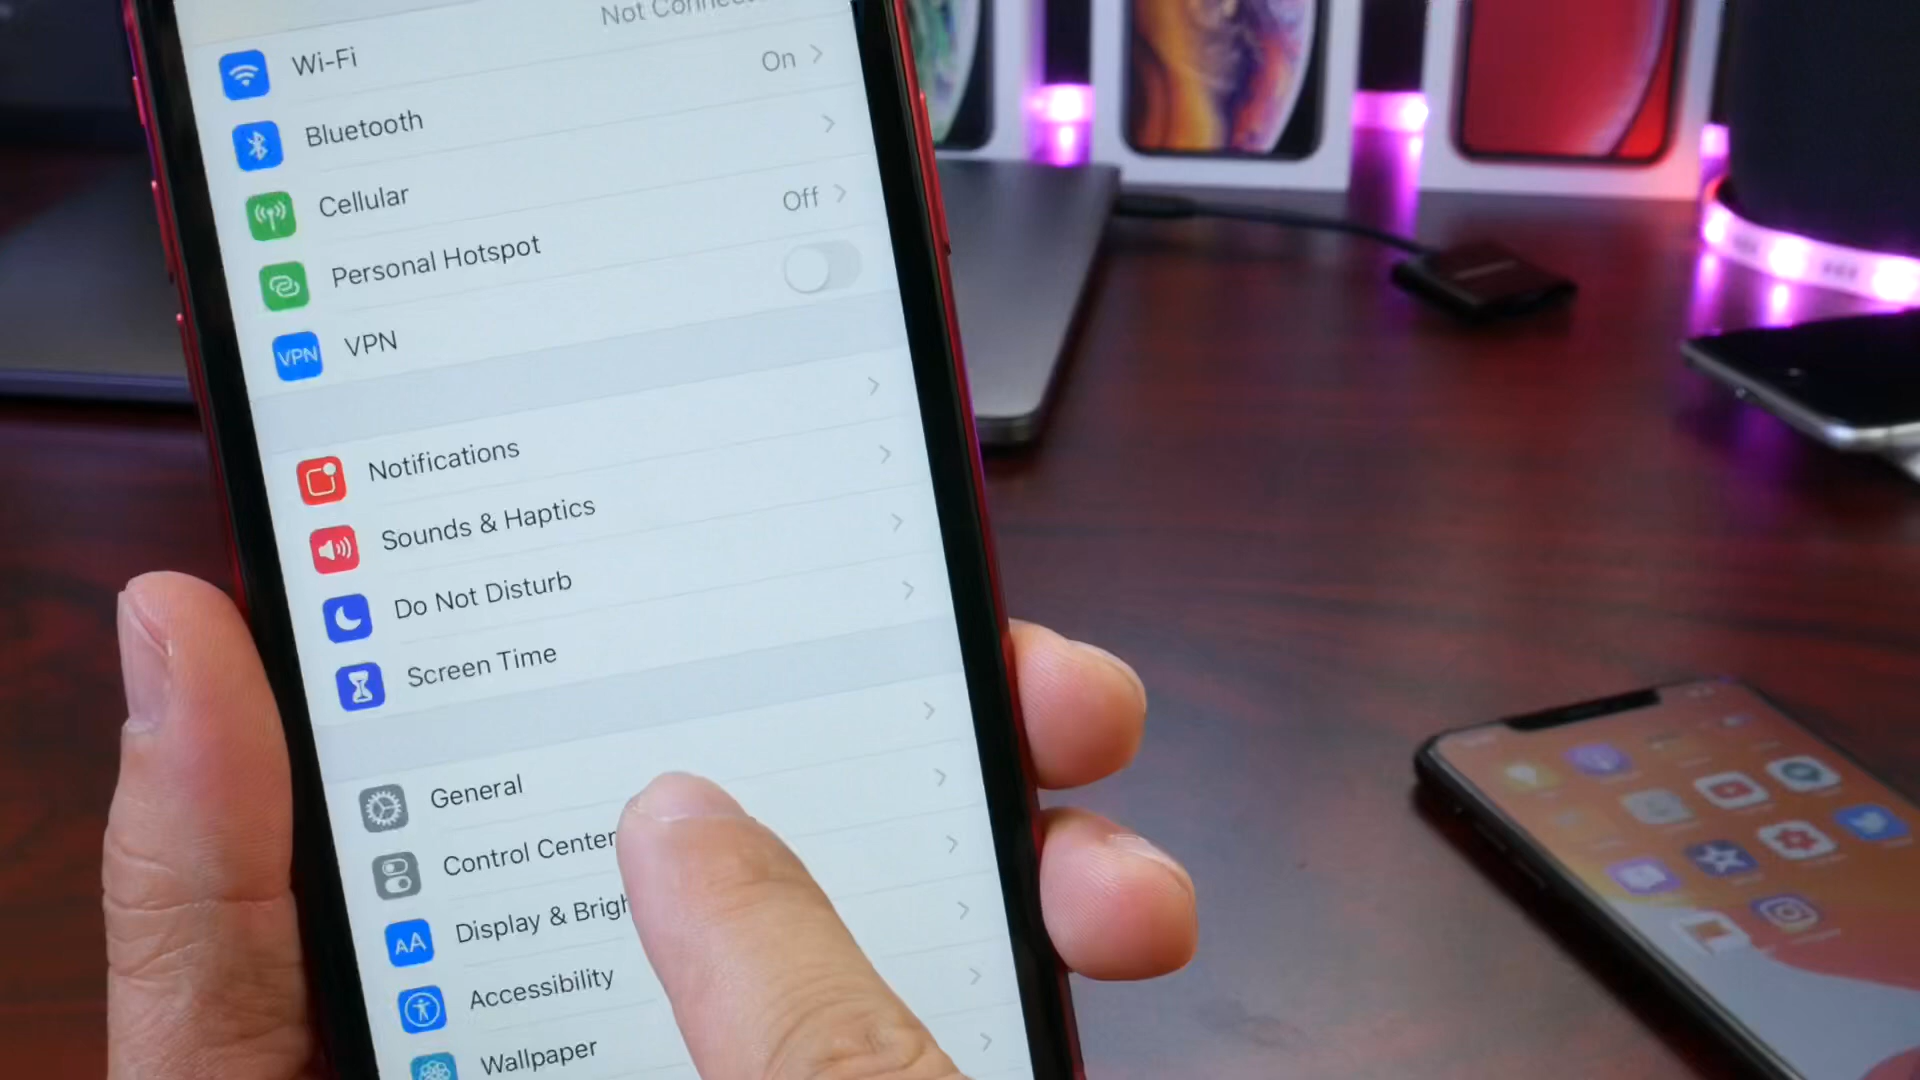 Wi-Fi
Bluetooth On
Cellular
Personal Hotspot Off
VPN VPN
Notifications
Sounds & Haptics
Do Not Disturb
Screen Time
General
Control Center
AA Display &
Accessibility
Wallpaper